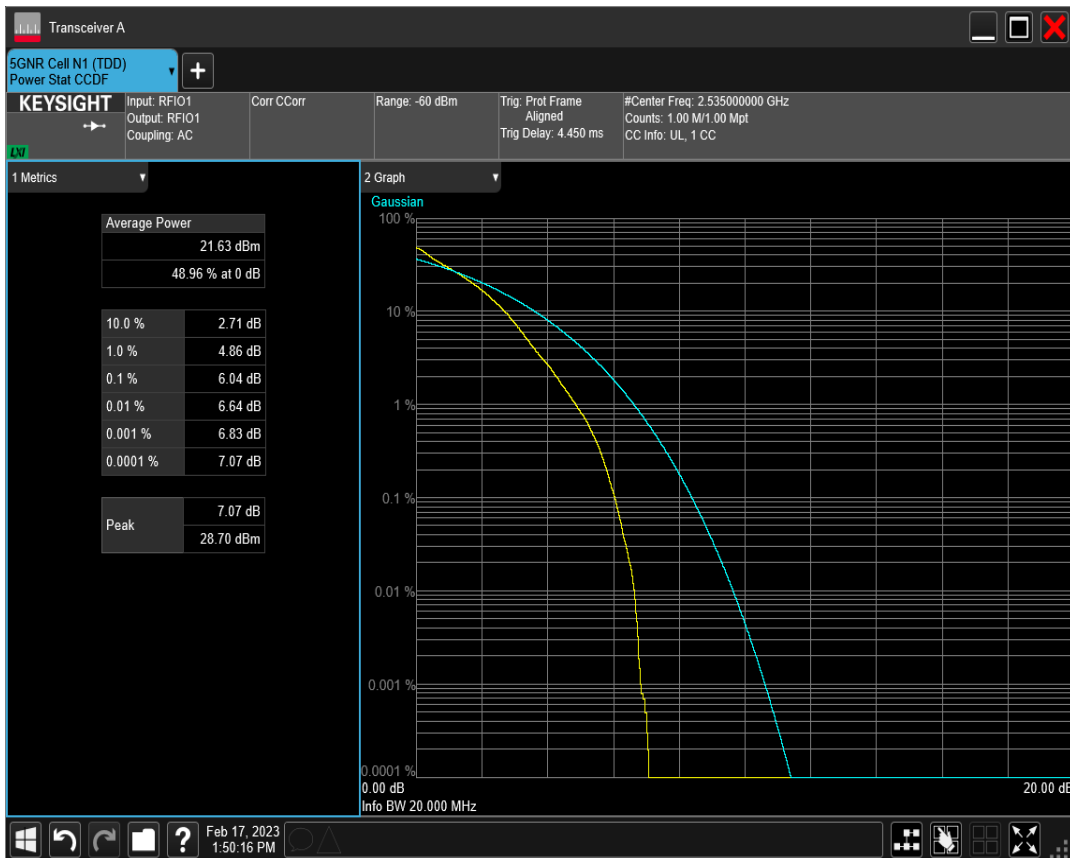 Transceiver A
5GNR Cell N1 (TDD)
Power Stat CCDF
KEYSIGHT
LXI
Input: RFIO1
Output: RFIO1
Coupling: AC
Corr CCorr
Range: -60 dBm
Trig: Prot Frame
Aligned
Trig Delay: 4.450 ms
#Center Freq: 2.535000000 GHz
Counts: 1.00 M/1.00 Mpt
CC Info: UL, 1 CC
1 Metrics
Average Power
21.63 dBm
48.96 % at 0 dB
10.0 % 2.71 dB
1.0 % 4.86 dB
0.1 % 6.04 dB
0.01 % 6.64 dB
0.001 % 6.83 dB
0.0001 % 7.07 dB
Peak 7.07 dB
28.70 dBm
2 Graph
Gaussian
100 %
10 %
1 %
0.1 %
0.01 %
0.001 %
0.0001 %
0.00 dB 20.00 dB
Info BW 20.000 MHz
?
Feb 17, 2023
1:50:16 PM